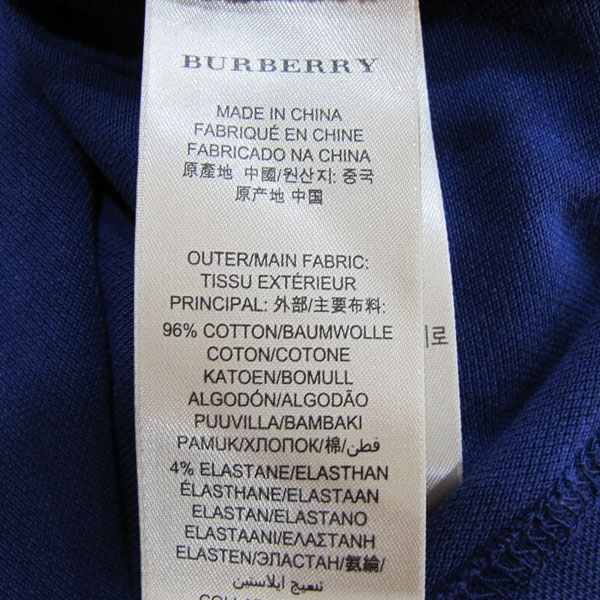 BURBERRY
MADE IN CHINA
FABRIQUÉ EN CHINE
FABRICADO NA CHINA
原產地 中國/원산지: 중국
原产地 中国
OUTER/MAIN FABRIC:
TISSU EXTÉRIEUR
PRINCIPAL: 外部/主要布料:
96% COTTON/BAUMWOLLE
COTON/COTONE
KATOEN/BOMULL
ALGODÓN/ALGODÃO
PUUVILLA/BAMBAKI
PAMUK/ХЛОПОК/棉/قطن/
4% ELASTANE/ELASTHAN
ÉLASTHANE/ELASTAAN
ELASTAN/ELASTANO
ELASTAANI/ΕΛΑΣΤΑΝΗ
ELASTEN/ЭЛАСТАН/氨綸/
نسيج ايلاستين
로